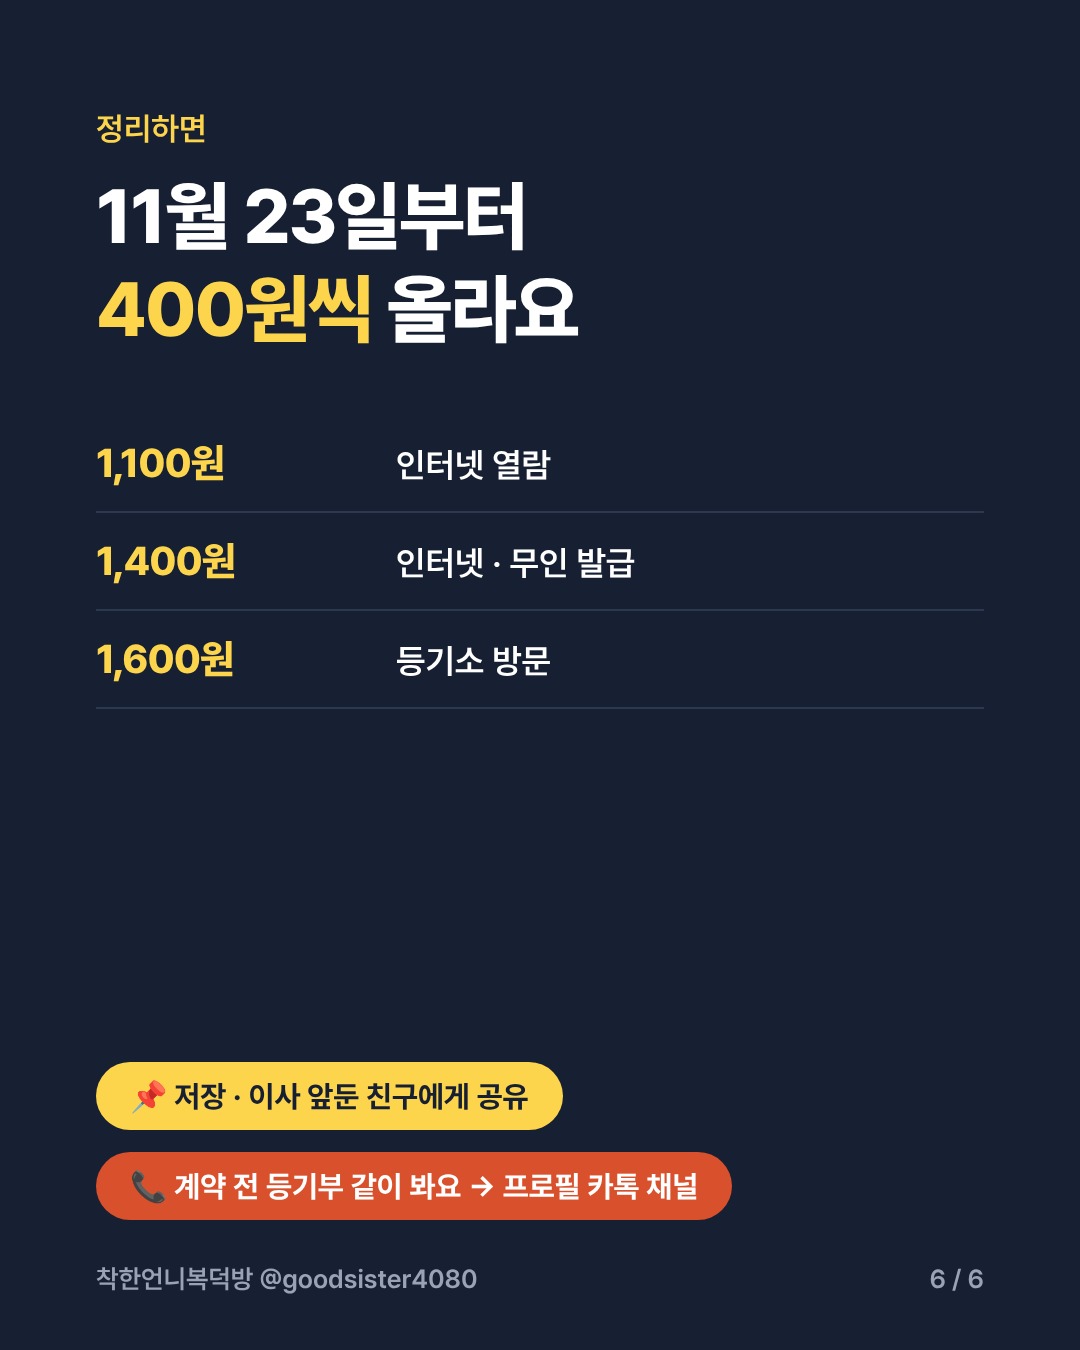 정리하면
11월 23일부터
400원씩 올라요
1,100원 인터넷 열람
1,400원 인터넷 · 무인 발급
1,600원 등기소 방문
📌 저장 · 이사 앞둔 친구에게 공유
📞 계약 전 등기부 같이 봐요 → 프로필 카톡 채널
착한언니복덕방 @goodsister4080 6 / 6